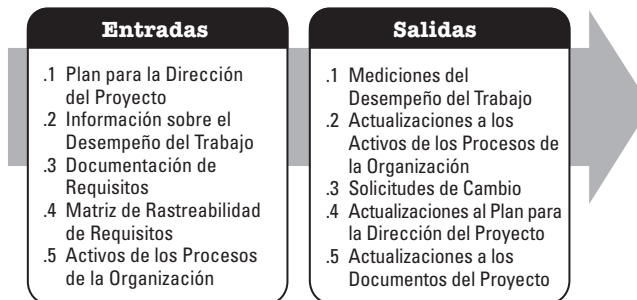 Entradas
.1 Plan para la Dirección
del Proyecto
.2 Información sobre el
Desempeño del Trabajo
.3 Documentación de
Requisitos
.4 Matriz de Rastreabilidad
de Requisitos
.5 Activos de los Procesos
de la Organización
Salidas
.1 Mediciones del
Desempeño del Trabajo
.2 Actualizaciones a los
Activos de los Procesos de
la Organización
.3 Solicitudes de Cambio
.4 Actualizaciones al Plan para
la Dirección del Proyecto
.5 Actualizaciones a los
Documentos del Proyecto